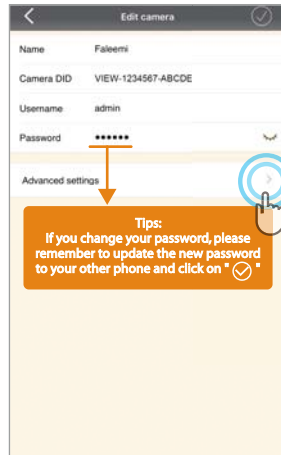 Edit camera
Name Faleemi
Camera DID VIEW-1234567-ABCDE
Username admin
Password ••••••
Advanced settings
Tips:
If you change your password, please
remember to update the new password
to your other phone and click on " "